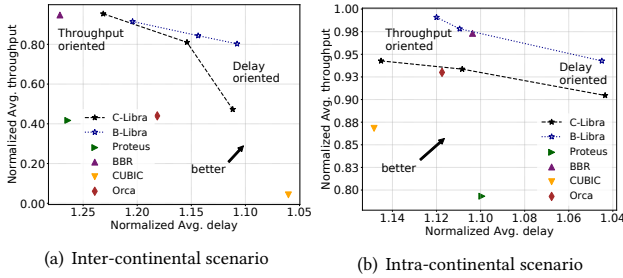 Normalized Avg. throughput
0.80
0.60
0.40
0.20
0.00
Throughput
oriented
Delay
oriented
C-Libra
B-Libra
Proteus
BBR
CUBIC
Orca
better
1.25
1.20
1.15
1.10
1.05
Normalized Avg. delay
(a) Inter-continental scenario
Normalized Avg. throughput
1.00
0.98
0.95
0.93
0.90
0.88
0.85
0.83
0.80
Throughput
oriented
Delay
oriented
C-Libra
B-Libra
Proteus
BBR
CUBIC
Orca
better
1.14
1.12
1.10
1.08
1.06
1.04
Normalized Avg. delay
(b) Intra-continental scenario